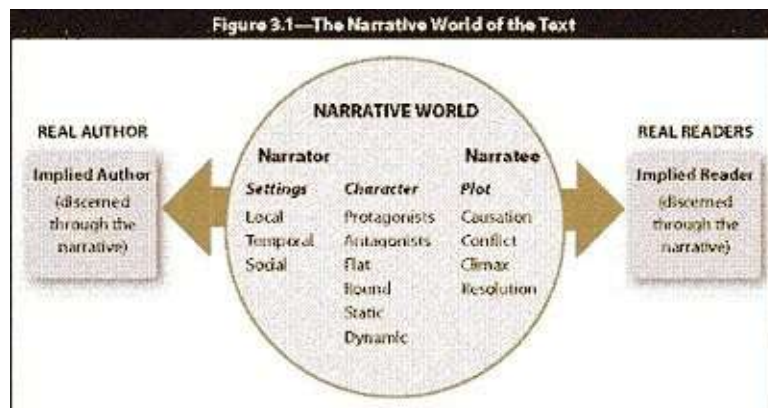 Figure 3.1—The Narrative World of the Text
NARRATIVE WORLD
REAL AUTHOR
Implied Author
(discerned
through the
narrative)
Narrator
Narratee
Settings
Local
Temporal
Social
Character
Protagonists
Antagonists
Flat
Round
Static
Dynamic
Plot
Causation
Conflict
Climax
Resolution
REAL READERS
Implied Reader
(discerned
through the
narrative)